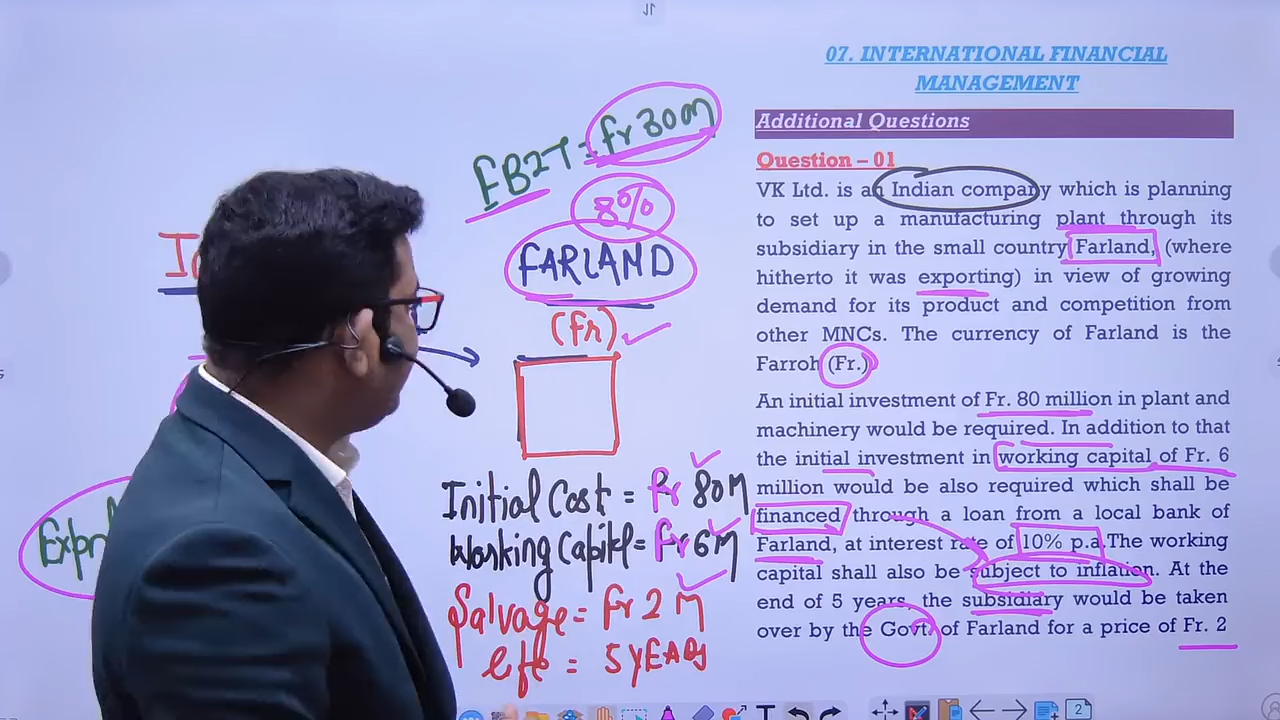 07. INTERNATIONAL FINANCIAL
MANAGEMENT
Additional Questions
Question – 01
VK Ltd. is an Indian company which is planning
to set up a manufacturing plant through its
subsidiary in the small country Farland, (where
hitherto it was exporting) in view of growing
demand for its product and competition from
other MNCs. The currency of Farland is the
Farroh (Fr.)
An initial investment of Fr. 80 million in plant and
machinery would be required. In addition to that
the initial investment in working capital of Fr. 6
million would be also required which shall be
financed through a loan from a local bank of
Farland, at interest rate of 10% p.a.The working
capital shall also be subject to inflation. At the
end of 5 years, the subsidiary would be taken
over by the Govt. of Farland for a price of Fr. 2
EBIT = fr 30M
8%
FARLAND
(fr)
Initial Cost = Fr 80M
Working Capital = Fr 6M
Salvage = Fr 2 M
life = 5 YEARS
2